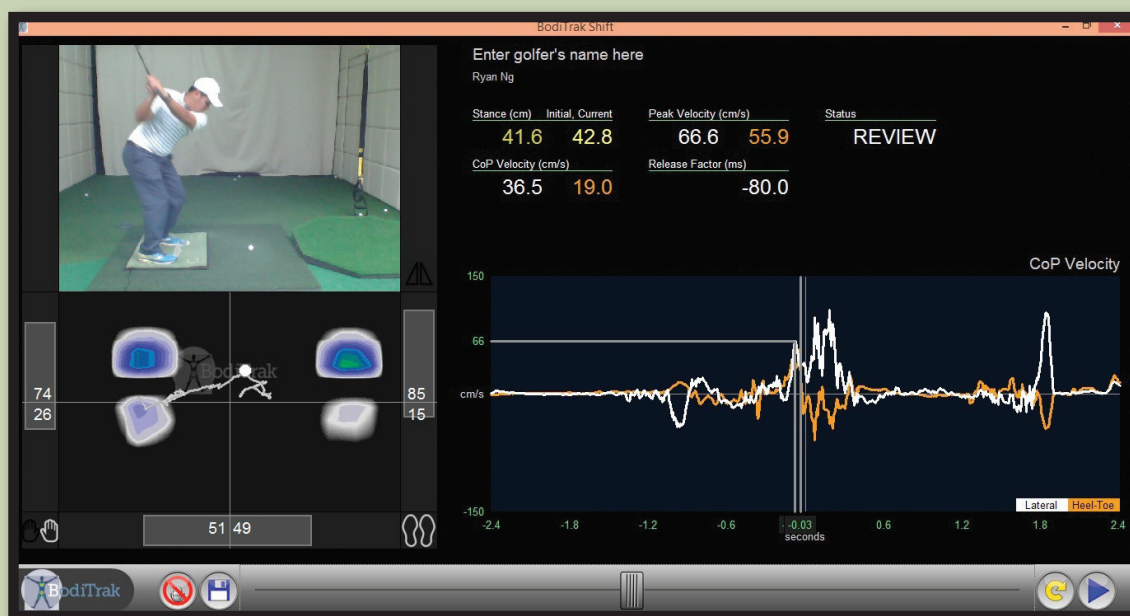 BodiTrak Shift
Enter golfer's name here
Ryan Ng
Stance (cm) Initial, Current
41.6 42.8
Peak Velocity (cm/s)
66.6 55.9
Status
REVIEW
CoP Velocity (cm/s)
36.5 19.0
Release Factor (ms)
-80.0
BodiTrak
74
26
85
15
51 49
CoP Velocity
150
66
cm/s
-150
Lateral Heel-Toe
-2.4 -1.8 -1.2 -0.6 -0.03 0.6 1.2 1.8 2.4
seconds
BodiTrak